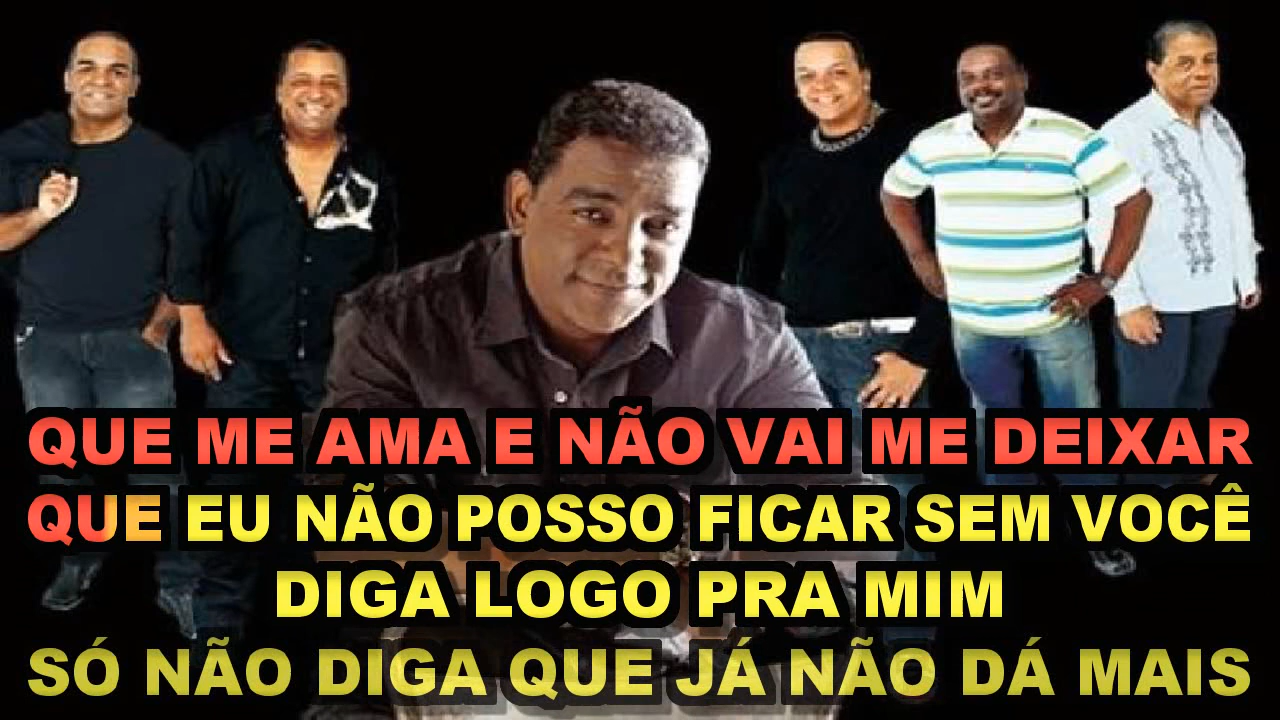 QUE ME AMA E NÃO VAI ME DEIXAR
QUE EU NÃO POSSO FICAR SEM VOCÊ
DIGA LOGO PRA MIM
SÓ NÃO DIGA QUE JÁ NÃO DÁ MAIS